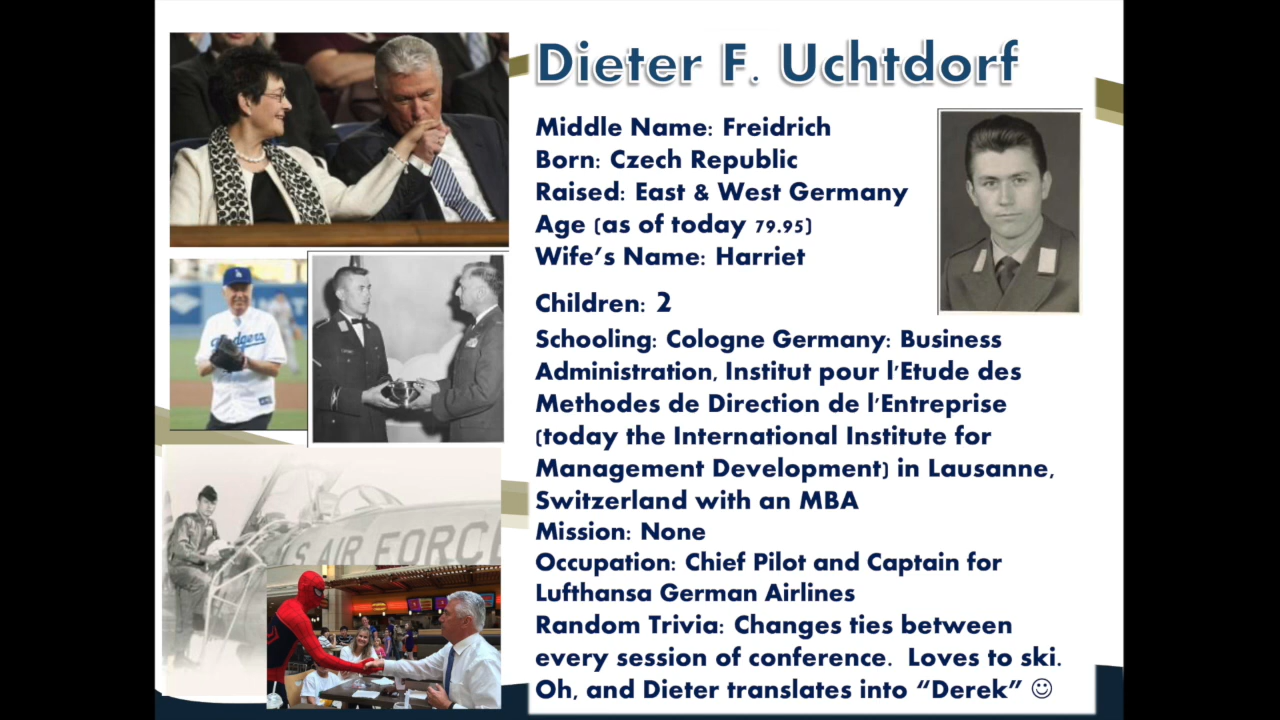 Dieter F. Uchtdorf
Middle Name: Freidrich
Born: Czech Republic
Raised: East & West Germany
Age (as of today 79.95)
Wife's Name: Harriet
Children: 2
Schooling: Cologne Germany: Business
Administration, Institut pour l'Etude des
Methodes de Direction de l'Entreprise
(today the International Institute for
Management Development) in Lausanne,
Switzerland with an MBA
Mission: None
Occupation: Chief Pilot and Captain for
Lufthansa German Airlines
Random Trivia: Changes ties between
every session of conference. Loves to ski.
Oh, and Dieter translates into “Derek” ☺
LA
Dodgers
S AIR FORC